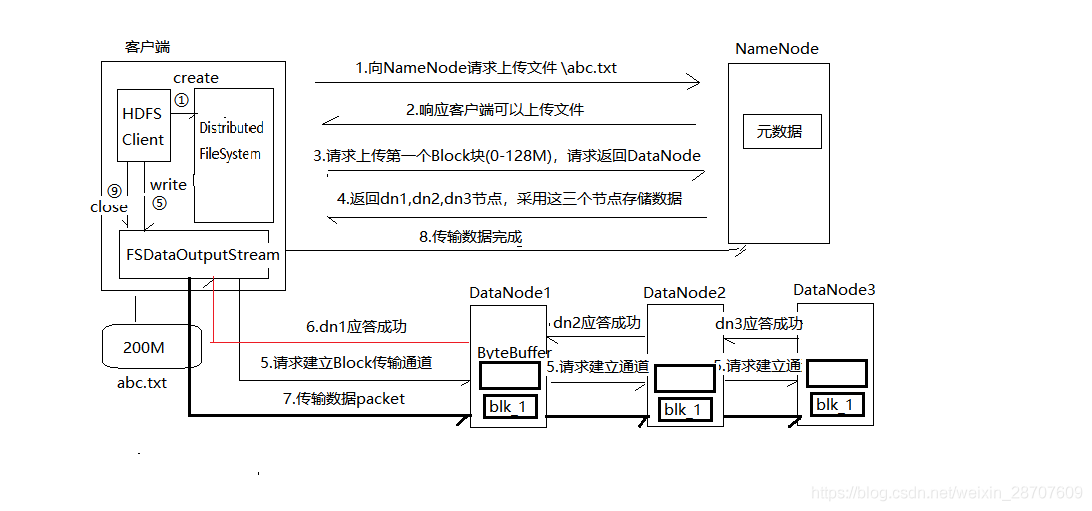 客户端
NameNode
create
①
HDFS
Client
Distributed
FileSystem
⑨
close
write
⑤
FSDataOutputStream
1.向NameNode请求上传文件 \abc.txt
2.响应客户端可以上传文件
3.请求上传第一个Block块(0-128M)，请求返回DataNode
4.返回dn1,dn2,dn3节点，采用这三个节点存储数据
8.传输数据完成
元数据
DataNode1
DataNode2
DataNode3
6.dn1应答成功
dn2应答成功
dn3应答成功
200M
abc.txt
5.请求建立Block传输通道
ByteBuffer
5.请求建立通道
5.请求建立通
7.传输数据packet
blk_1
blk_1
blk_1
https://blog.csdn.net/weixin_28707609